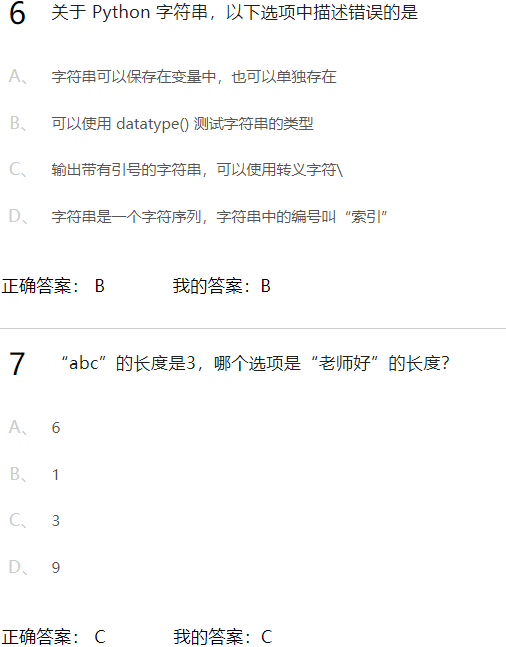 6 关于 Python 字符串，以下选项中描述错误的是
A、 字符串可以保存在变量中，也可以单独存在
B、 可以使用 datatype() 测试字符串的类型
C、 输出带有引号的字符串，可以使用转义字符\
D、 字符串是一个字符序列，字符串中的编号叫“索引”
正确答案： B 我的答案：B
7 “abc”的长度是3，哪个选项是“老师好”的长度？
A、 6
B、 1
C、 3
D、 9
正确答案： C 我的答案：C